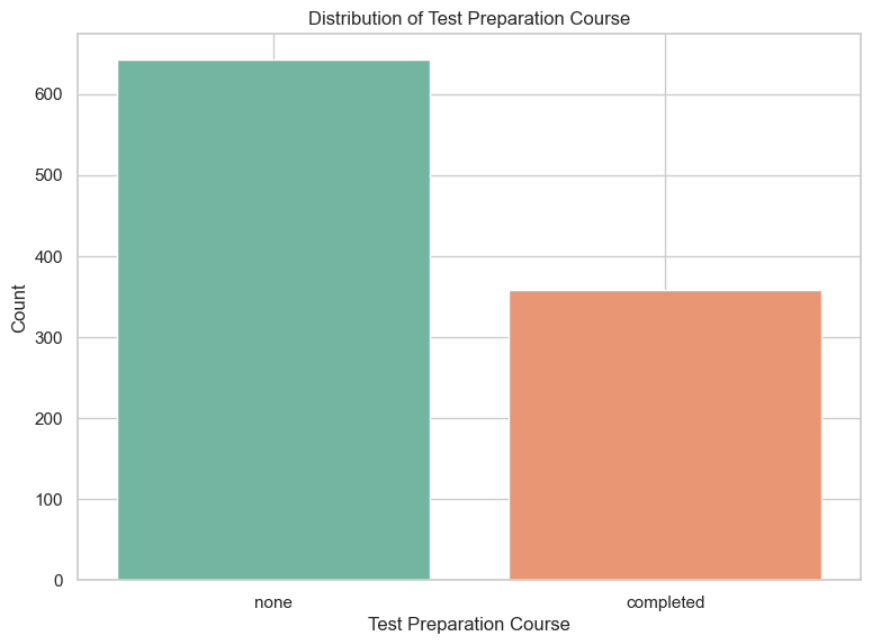 Distribution of Test Preparation Course
600
500
400
300
200
100
0
Count
none
completed
Test Preparation Course